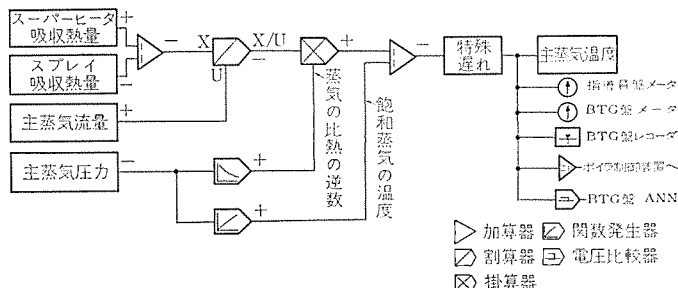 スーパーヒータ
吸収熱量
+
−
X
X/U
+
−
特殊
遅れ
主蒸気温度
スプレイ
吸収熱量
−
U
−
指導員盤メータ
BTG盤 メータ
主蒸気流量
+
蒸気の比熱の逆数
飽和蒸気の温度
BTG盤レコーダ
主蒸気圧力
−
+
ボイラ制御装置へ
+
BTG盤 ANN
加算器
関数発生器
割算器
電圧比較器
掛算器